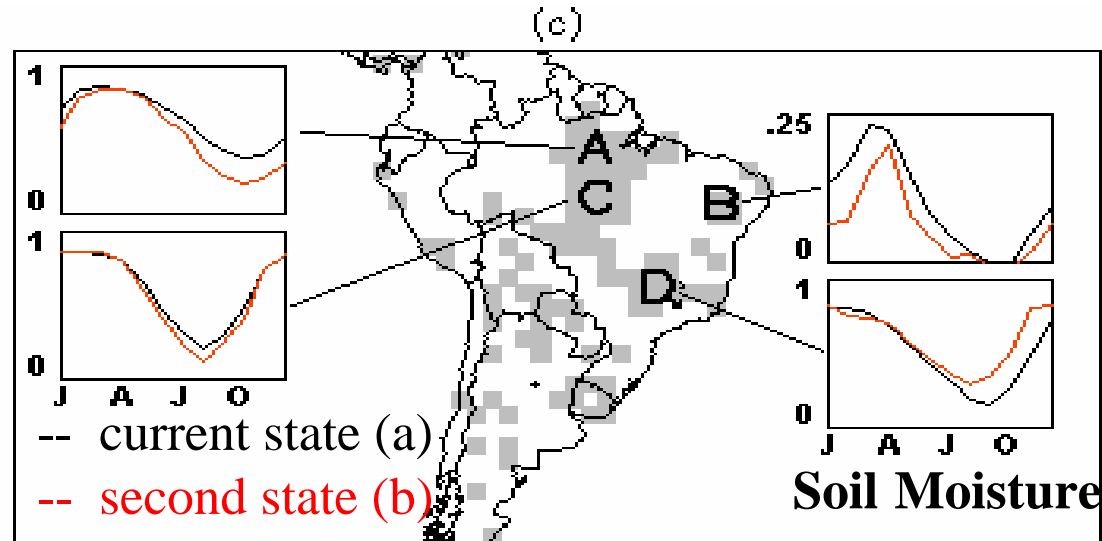 (c)
1
0
1
0
J A J O
A
C
B
D
.25
0
1
0
J A J O
-- current state (a)
-- second state (b)
Soil Moisture